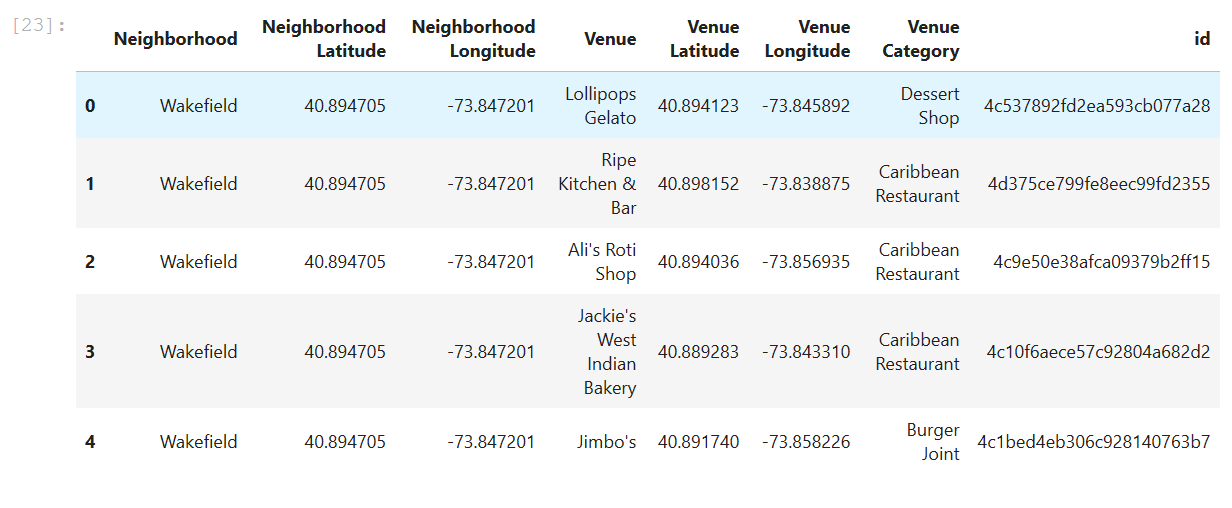 [23]:
Neighborhood Neighborhood Latitude Neighborhood Longitude Venue Venue Latitude Venue Longitude Venue Category id
0 Wakefield 40.894705 -73.847201 Lollipops Gelato 40.894123 -73.845892 Dessert Shop 4c537892fd2ea593cb077a28
1 Wakefield 40.894705 -73.847201 Ripe Kitchen & Bar 40.898152 -73.838875 Caribbean Restaurant 4d375ce799fe8eec99fd2355
2 Wakefield 40.894705 -73.847201 Ali's Roti Shop 40.894036 -73.856935 Caribbean Restaurant 4c9e50e38afca09379b2ff15
3 Wakefield 40.894705 -73.847201 Jackie's West Indian Bakery 40.889283 -73.843310 Caribbean Restaurant 4c10f6aece57c92804a682d2
4 Wakefield 40.894705 -73.847201 Jimbo's 40.891740 -73.858226 Burger Joint 4c1bed4eb306c928140763b7